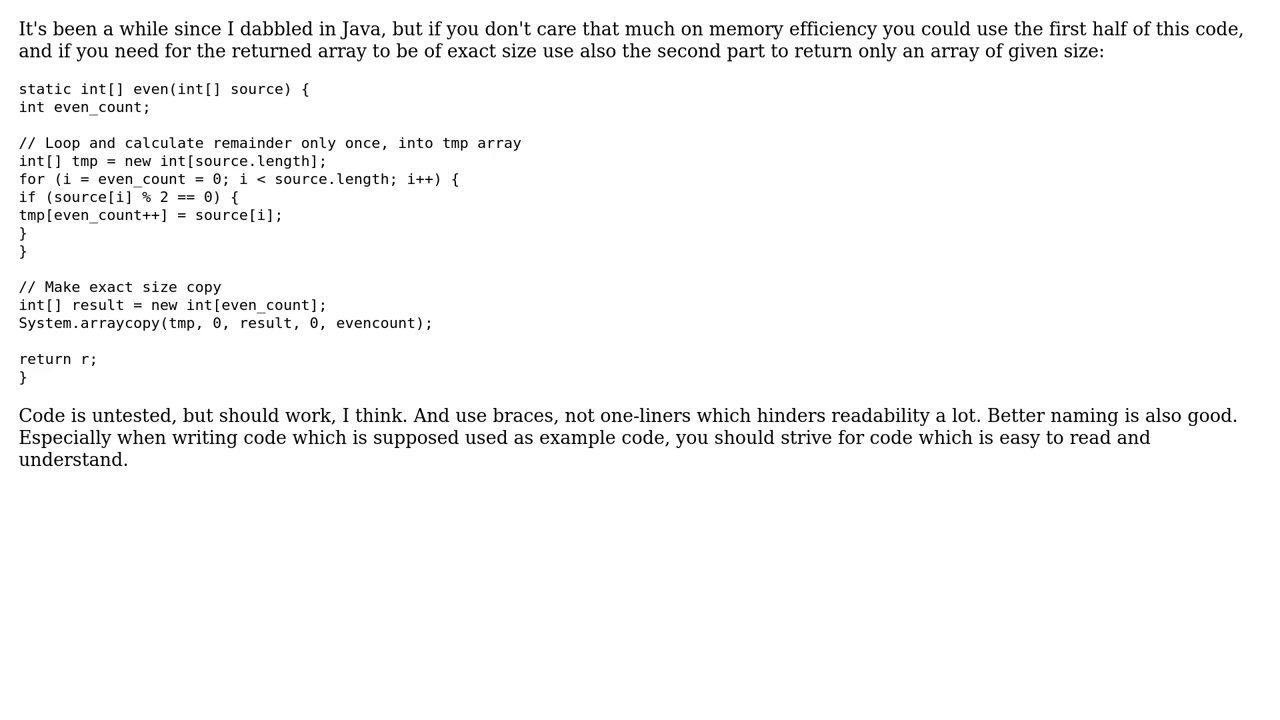 It's been a while since I dabbled in Java, but if you don't care that much on memory efficiency you could use the first half of this code,
and if you need for the returned array to be of exact size use also the second part to return only an array of given size:
static int[] even(int[] source) {
int even_count;
// Loop and calculate remainder only once, into tmp array
int[] tmp = new int[source.length];
for (i = even_count = 0; i < source.length; i++) {
if (source[i] % 2 == 0) {
tmp[even_count++] = source[i];
}
}
// Make exact size copy
int[] result = new int[even_count];
System.arraycopy(tmp, 0, result, 0, evencount);
return r;
}
Code is untested, but should work, I think. And use braces, not one-liners which hinders readability a lot. Better naming is also good.
Especially when writing code which is supposed used as example code, you should strive for code which is easy to read and
understand.